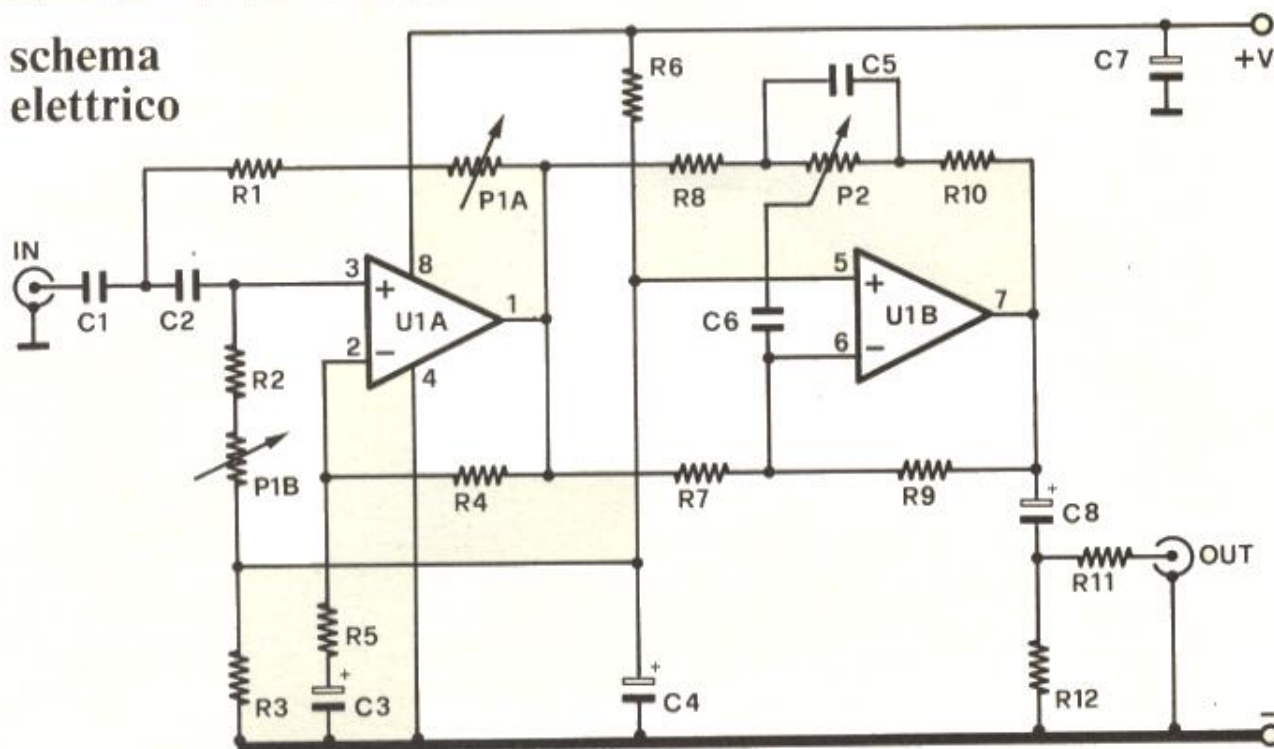 schema
elettrico
R6
C5
C7
+V
R1
P1A
R8
P2
R10
IN
C1
C2
3
+
8
U1A
1
2
−
4
5
+
U1B
7
6
−
C6
R2
P1B
R4
R7
R9
+
C8
R11
OUT
R5
+
C3
R3
+
C4
R12
−